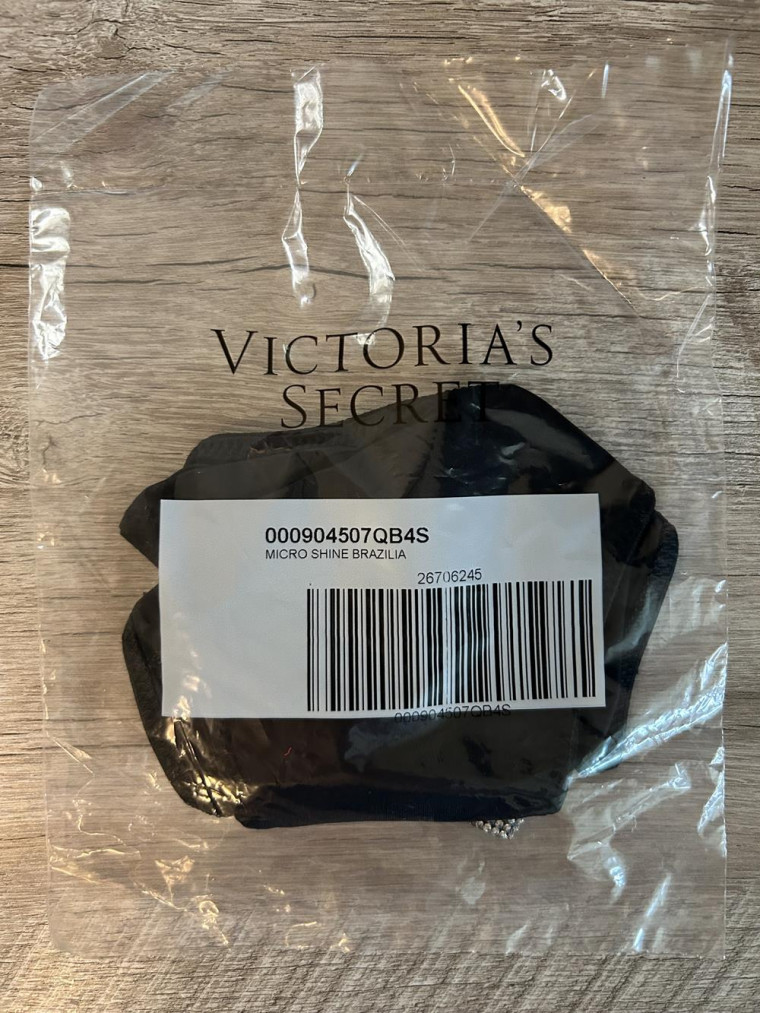 VICTORIA'S
SECRET
000904507QB4S
MICRO SHINE BRAZILIA
26706245
000904507QB4S